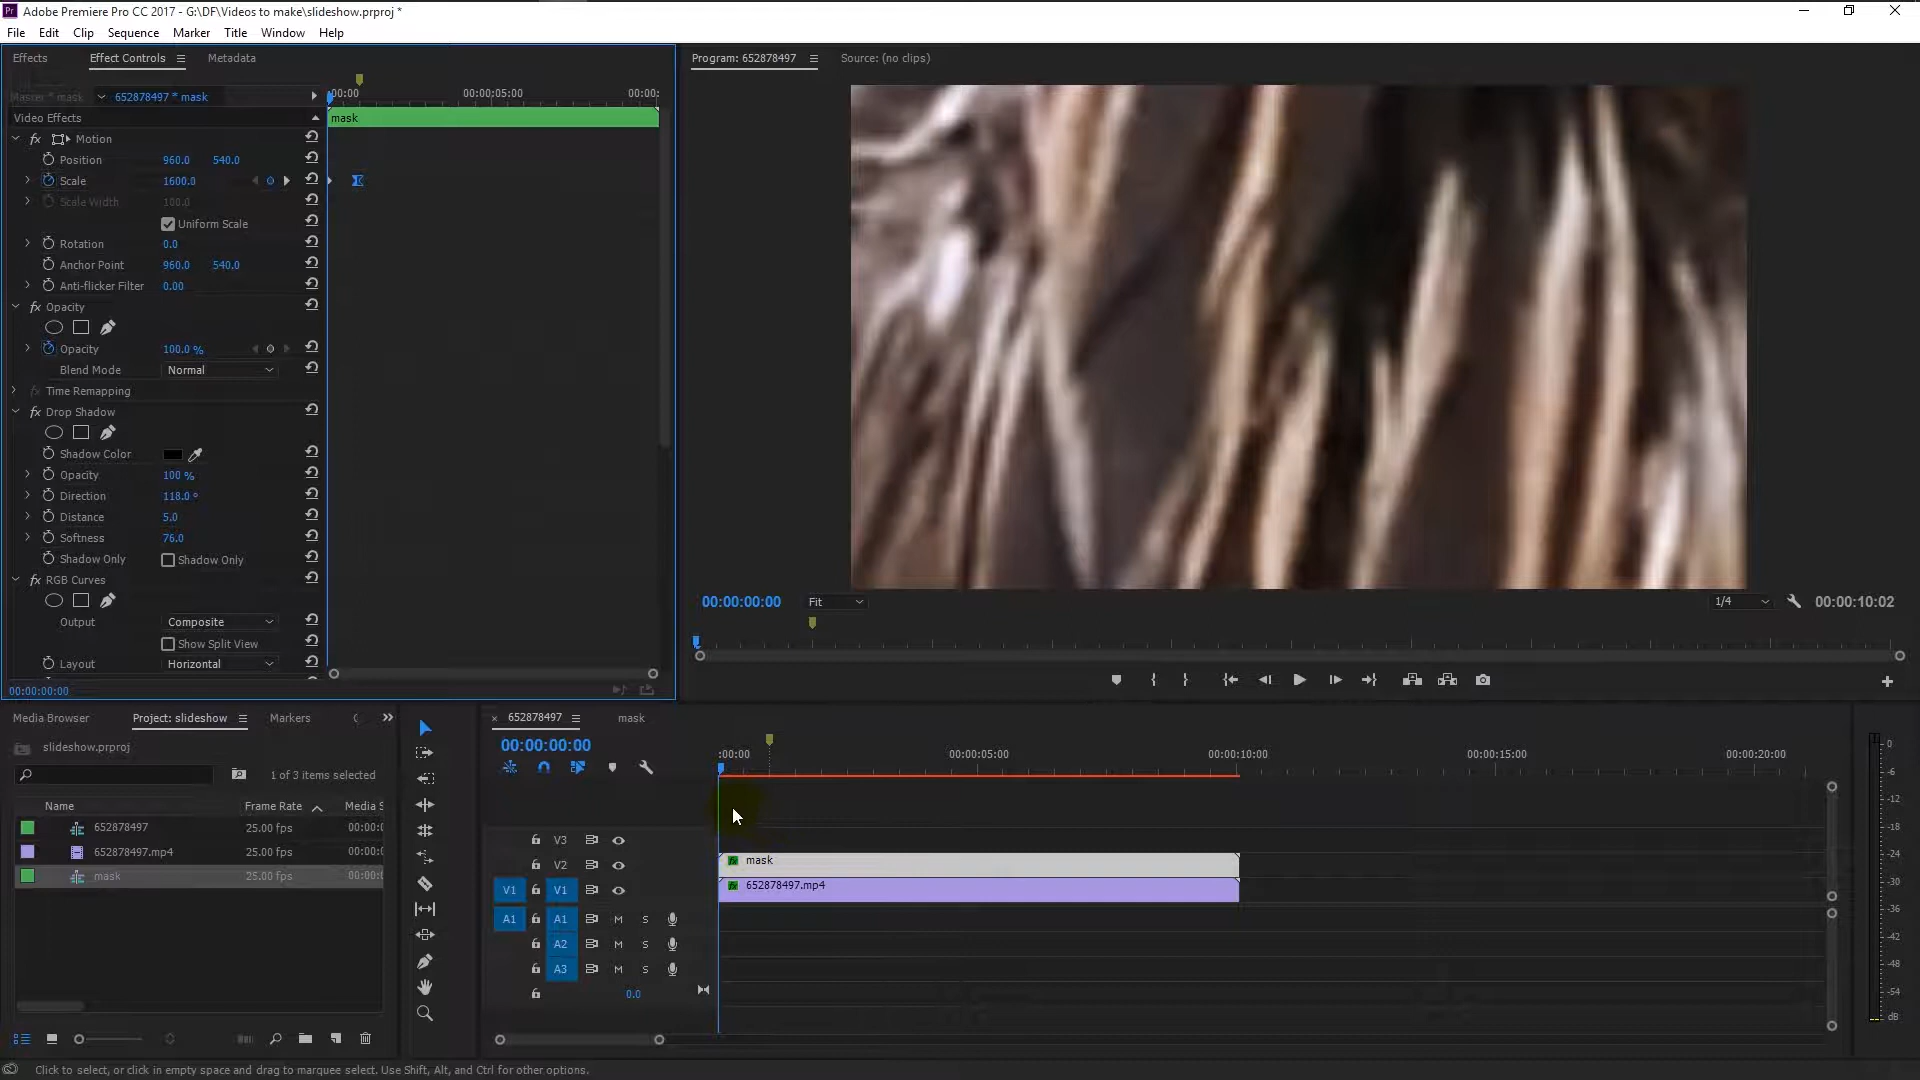 Adobe Premiere Pro CC 2017 - G:\DF\Videos to make\slideshow.prproj *
File Edit Clip Sequence Marker Title Window Help
Effects Effect Controls Metadata
Program: 652878497 Source: (no clips)
Master * mask 652878497 * mask
:00:00 00:00:05:00 00:00:
Video Effects
mask
Motion
Position 960.0 540.0
Scale 1600.0
Scale Width 100.0
Uniform Scale
Rotation 0.0
Anchor Point 960.0 540.0
Anti-flicker Filter 0.00
fx Opacity
Opacity 100.0 %
Blend Mode Normal
fx Time Remapping
fx Drop Shadow
Shadow Color
Opacity 100 %
Direction 118.0 °
Distance 5.0
Softness 76.0
Shadow Only Shadow Only
fx RGB Curves
Output Composite
Show Split View
Layout Horizontal
00:00:00:00
00:00:00:00 Fit 1/4 00:00:10:02
Media Browser Project: slideshow Markers
slideshow.prproj
1 of 3 items selected
Name Frame Rate Media S
652878497 25.00 fps 00:00:0
652878497.mp4 25.00 fps 00:00:0
mask 25.00 fps 00:00:0
652878497 mask
00:00:00:00
:00:00 00:00:05:00 00:00:10:00 00:00:15:00 00:00:20:00
V3
V2 mask
V1 V1 652878497.mp4
A1 A1 M S
A2 M S
A3 M S
0.0
0
-6
-12
-18
-24
-30
-36
-42
-48
-54
dB
Click to select, or click in empty space and drag to marquee select. Use Shift, Alt, and Ctrl for other options.